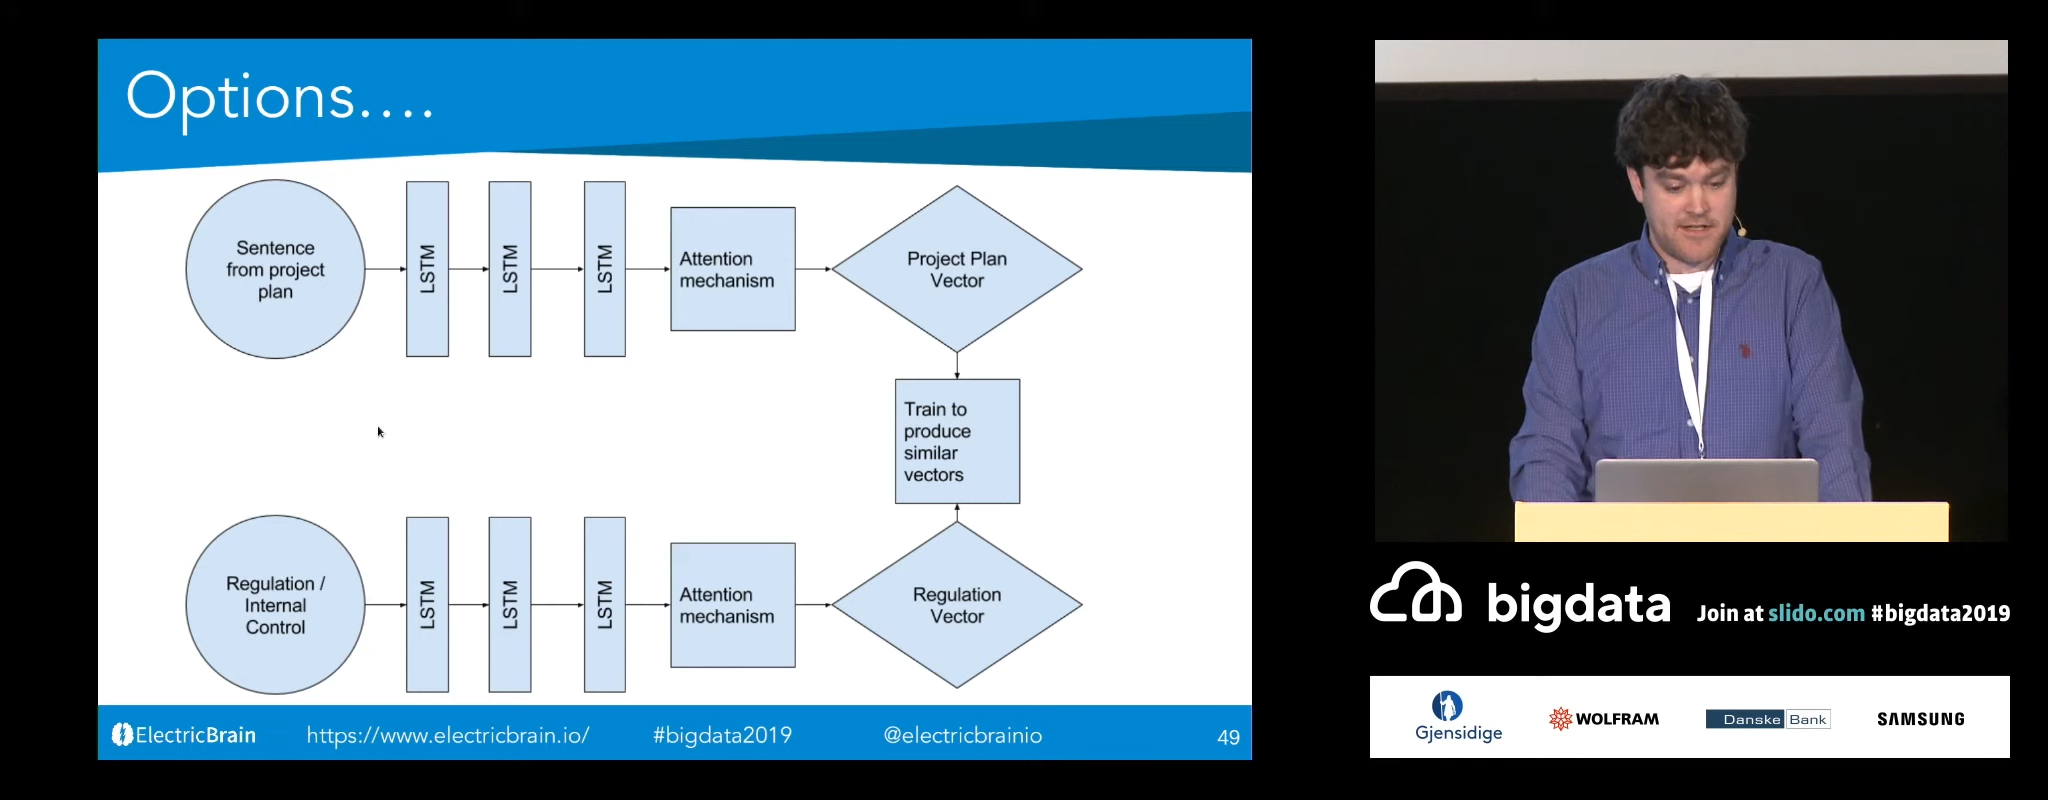 Options....
Sentence
from project
plan
LSTM
LSTM
LSTM
Attention
mechanism
Project Plan
Vector
Train to
produce
similar
vectors
Regulation /
Internal
Control
LSTM
LSTM
LSTM
Attention
mechanism
Regulation
Vector
ElectricBrain
https://www.electricbrain.io/
#bigdata2019
@electricbrainio
49
bigdata
Join at slido.com #bigdata2019
Gjensidige
WOLFRAM
Danske Bank
SAMSUNG